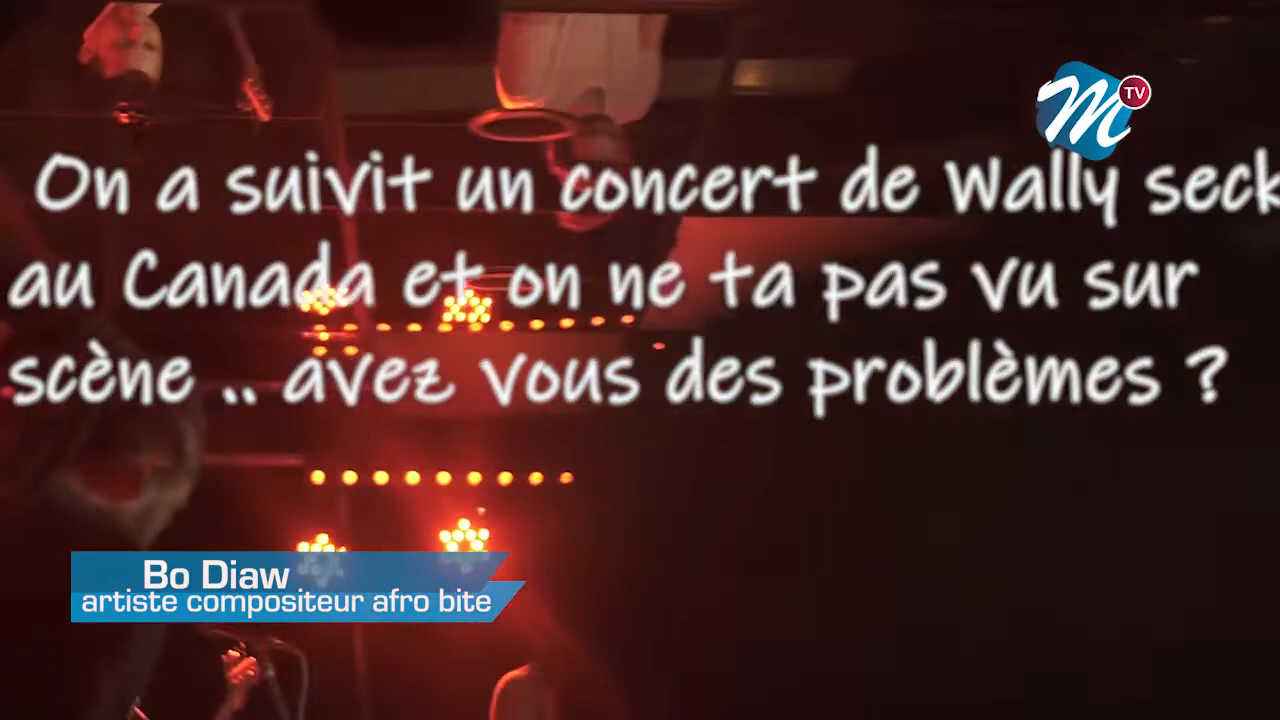 M TV
On a suivit un concert de Wally seck
au Canada et on ne ta pas vu sur
scène .. avez vous des problèmes ?
Bo Diaw
artiste compositeur afro bite